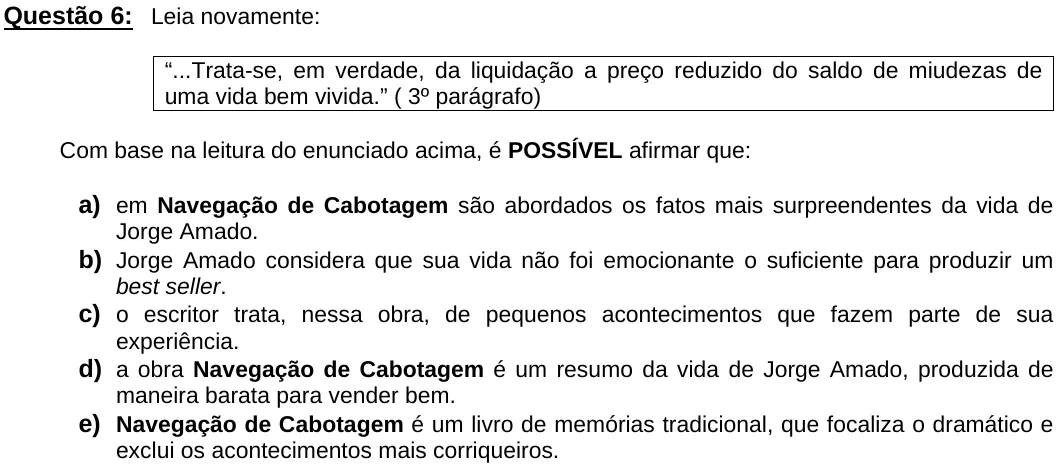 Questão 6: Leia novamente:
“...Trata-se, em verdade, da liquidação a preço reduzido do saldo de miudezas de
uma vida bem vivida.” ( 3º parágrafo)
Com base na leitura do enunciado acima, é POSSÍVEL afirmar que:
a) em Navegação de Cabotagem são abordados os fatos mais surpreendentes da vida de
Jorge Amado.
b) Jorge Amado considera que sua vida não foi emocionante o suficiente para produzir um
best seller.
c) o escritor trata, nessa obra, de pequenos acontecimentos que fazem parte de sua
experiência.
d) a obra Navegação de Cabotagem é um resumo da vida de Jorge Amado, produzida de
maneira barata para vender bem.
e) Navegação de Cabotagem é um livro de memórias tradicional, que focaliza o dramático e
exclui os acontecimentos mais corriqueiros.